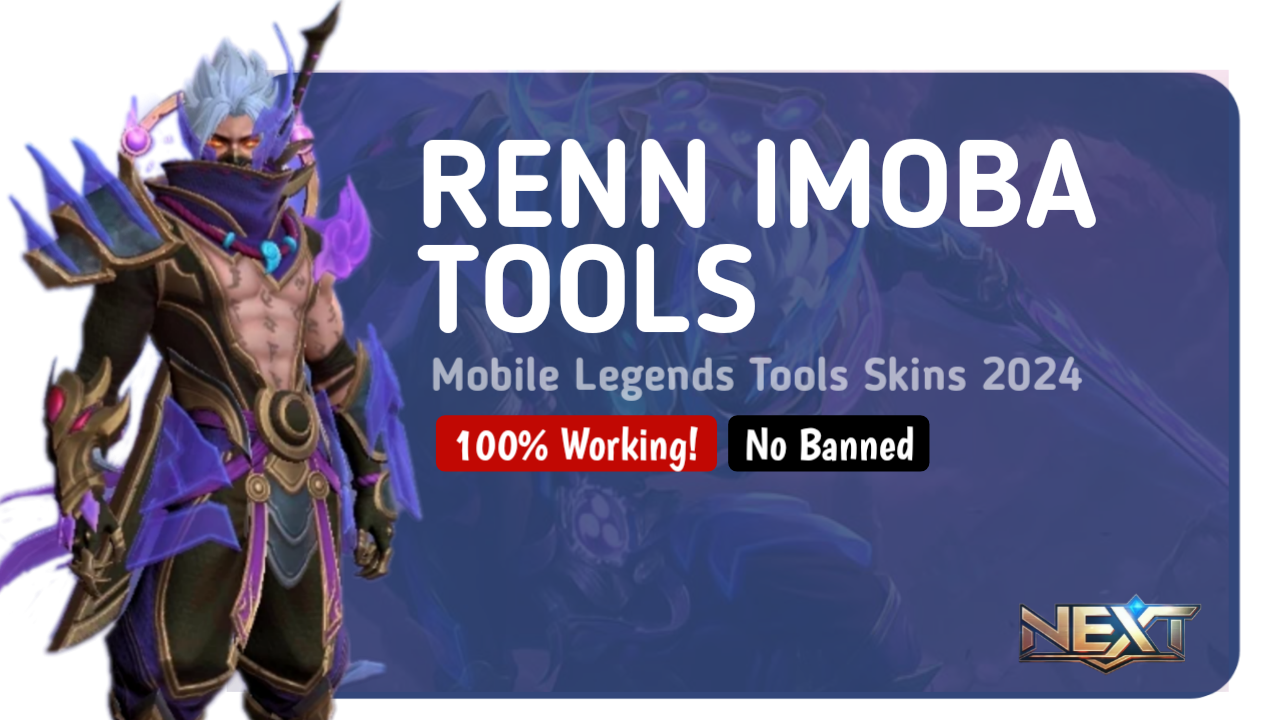 RENN IMOBA
TOOLS
Mobile Legends Tools Skins 2024
100% Working! No Banned
NEXT